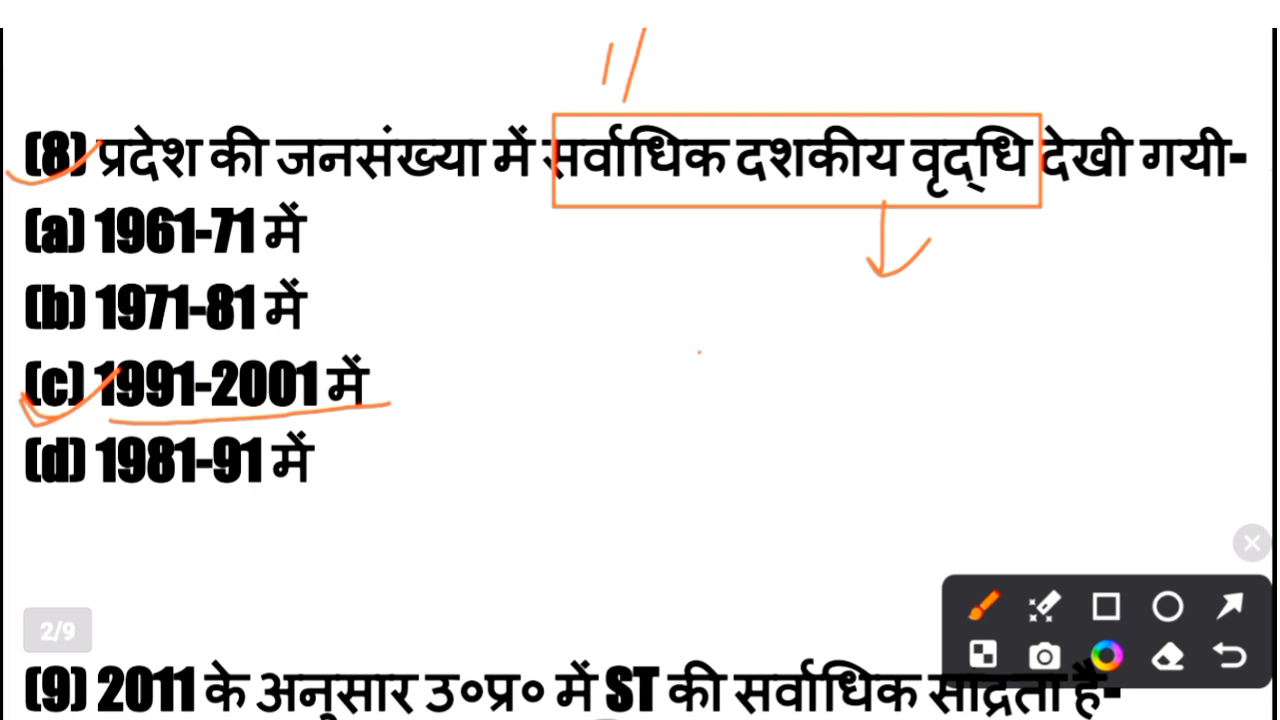 (8) प्रदेश की जनसंख्या में सर्वाधिक दशकीय वृद्धि देखी गयी-
(a) 1961-71 में
(b) 1971-81 में
(c) 1991-2001 में
(d) 1981-91 में
2/9
(9) 2011 के अनुसार उ०प्र० में ST की सर्वाधिक साद्रता है-